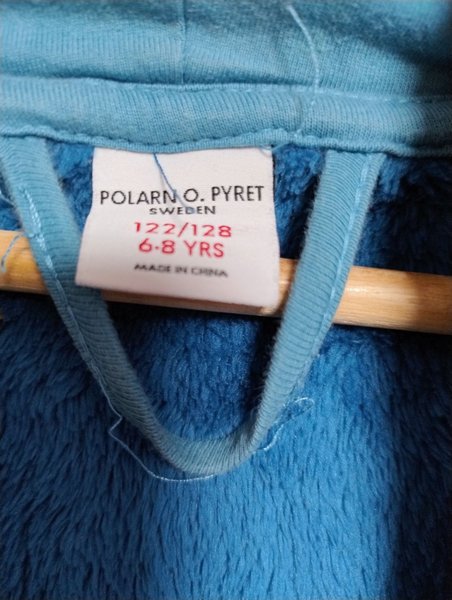 POLARN O. PYRET
SWEDEN
122/128
6-8 YRS
MADE IN CHINA